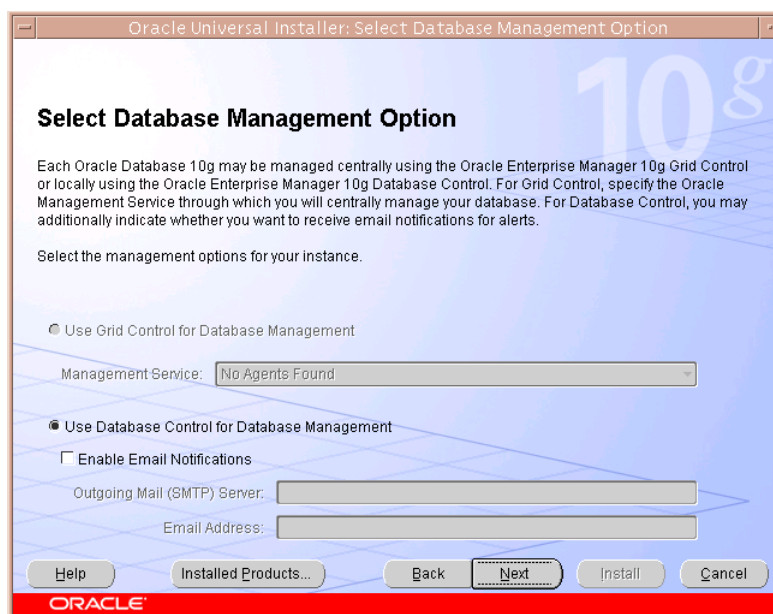 Oracle Universal Installer: Select Database Management Option
10g
Select Database Management Option
Each Oracle Database 10g may be managed centrally using the Oracle Enterprise Manager 10g Grid Control
or locally using the Oracle Enterprise Manager 10g Database Control. For Grid Control, specify the Oracle
Management Service through which you will centrally manage your database. For Database Control, you may
additionally indicate whether you want to receive email notifications for alerts.
Select the management options for your instance.
Use Grid Control for Database Management
Management Service: No Agents Found
Use Database Control for Database Management
Enable Email Notifications
Outgoing Mail (SMTP) Server:
Email Address:
Help Installed Products... Back Next Install Cancel
ORACLE